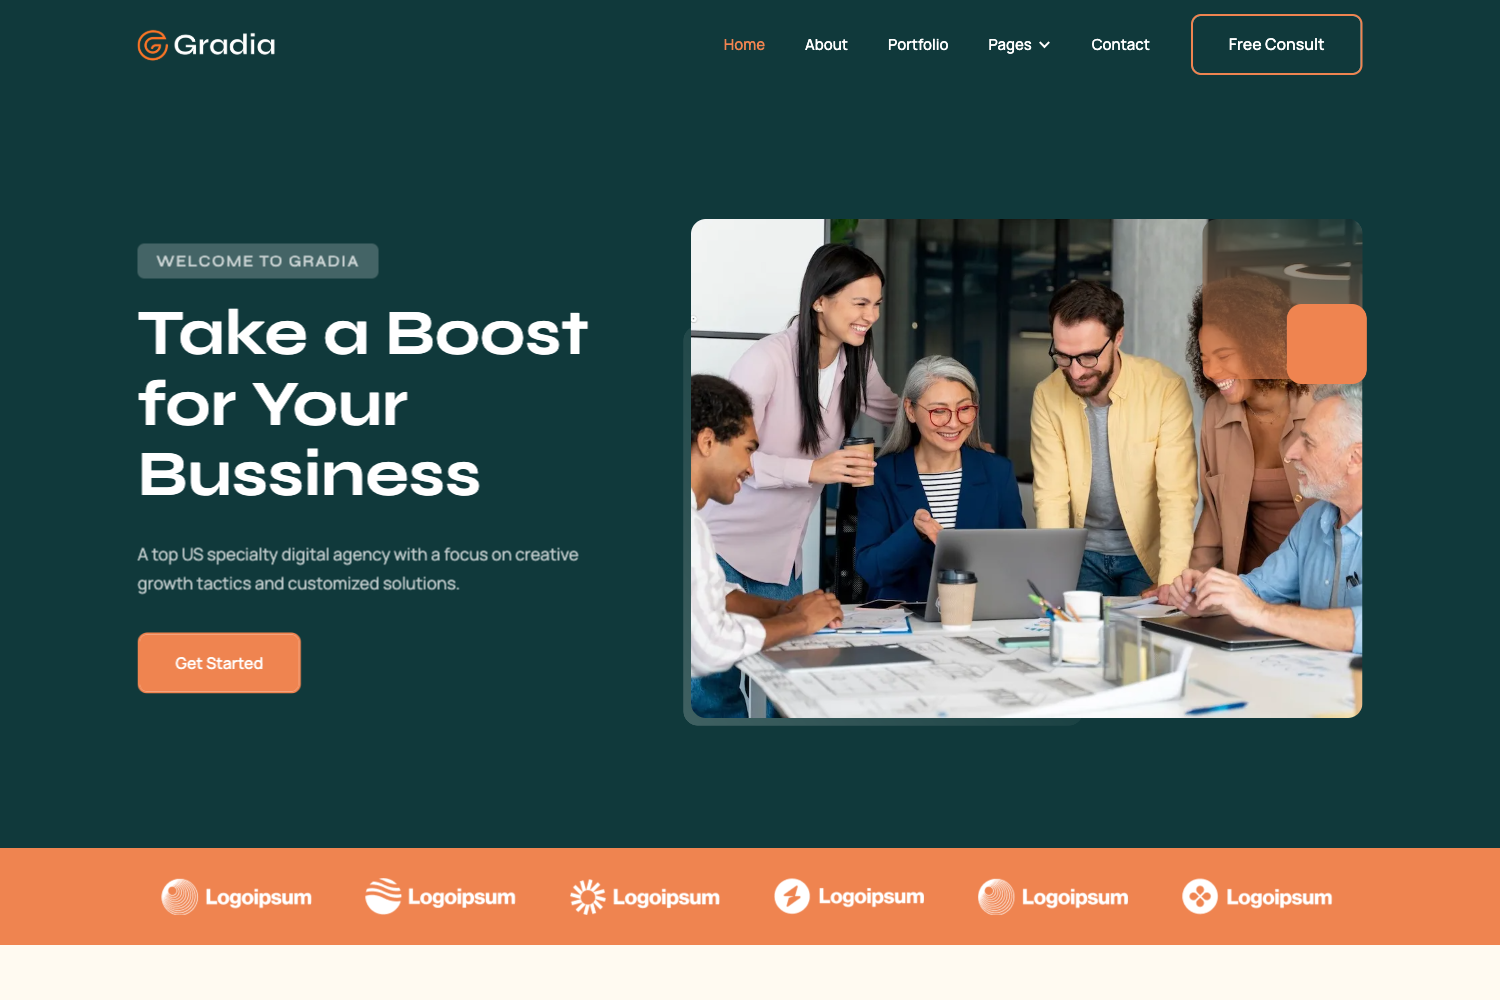 Gradia
Home
About
Portfolio
Pages
Contact
Free Consult
WELCOME TO GRADIA
Take a Boost
for Your
Bussiness
A top US specialty digital agency with a focus on creative
growth tactics and customized solutions.
Get Started
Logoipsum
Logoipsum
Logoipsum
Logoipsum
Logoipsum
Logoipsum